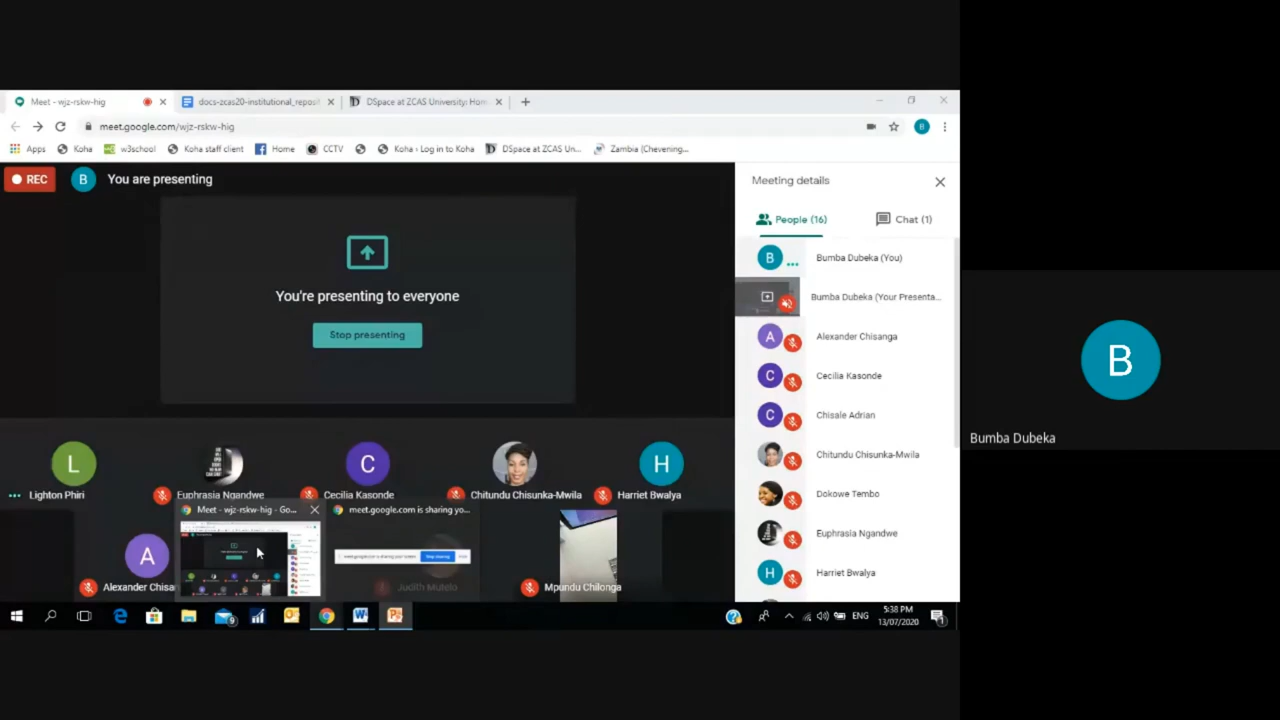 Meet - wjz-rskw-hig
docs-zcas20-institutional_reposit
DSpace at ZCAS University: Hom
meet.google.com/wjz-rskw-hig
B
Apps
Koha
w3school
Koha staff client
Home
CCTV
Koha › Log in to Koha
DSpace at ZCAS Un...
Zambia (Chevening...
REC
B
You are presenting
You're presenting to everyone
Stop presenting
Meeting details
People (16)
Chat (1)
B
Bumba Dubeka (You)
Bumba Dubeka (Your Presenta...
A
Alexander Chisanga
C
Cecilia Kasonde
C
Chisale Adrian
Chitundu Chisunka-Mwila
Dokowe Tembo
Euphrasia Ngandwe
H
Harriet Bwalya
L
Lighton Phiri
Euphrasia Ngandwe
C
Cecilia Kasonde
Chitundu Chisunka-Mwila
H
Harriet Bwalya
A
Alexander Chisa
Meet - wjz-rskw-hig - Go...
meet.google.com is sharing yo...
Stop sharing
Judith Mutelo
Mpundu Chilonga
ENG
5:38 PM
13/07/2020
B
Bumba Dubeka